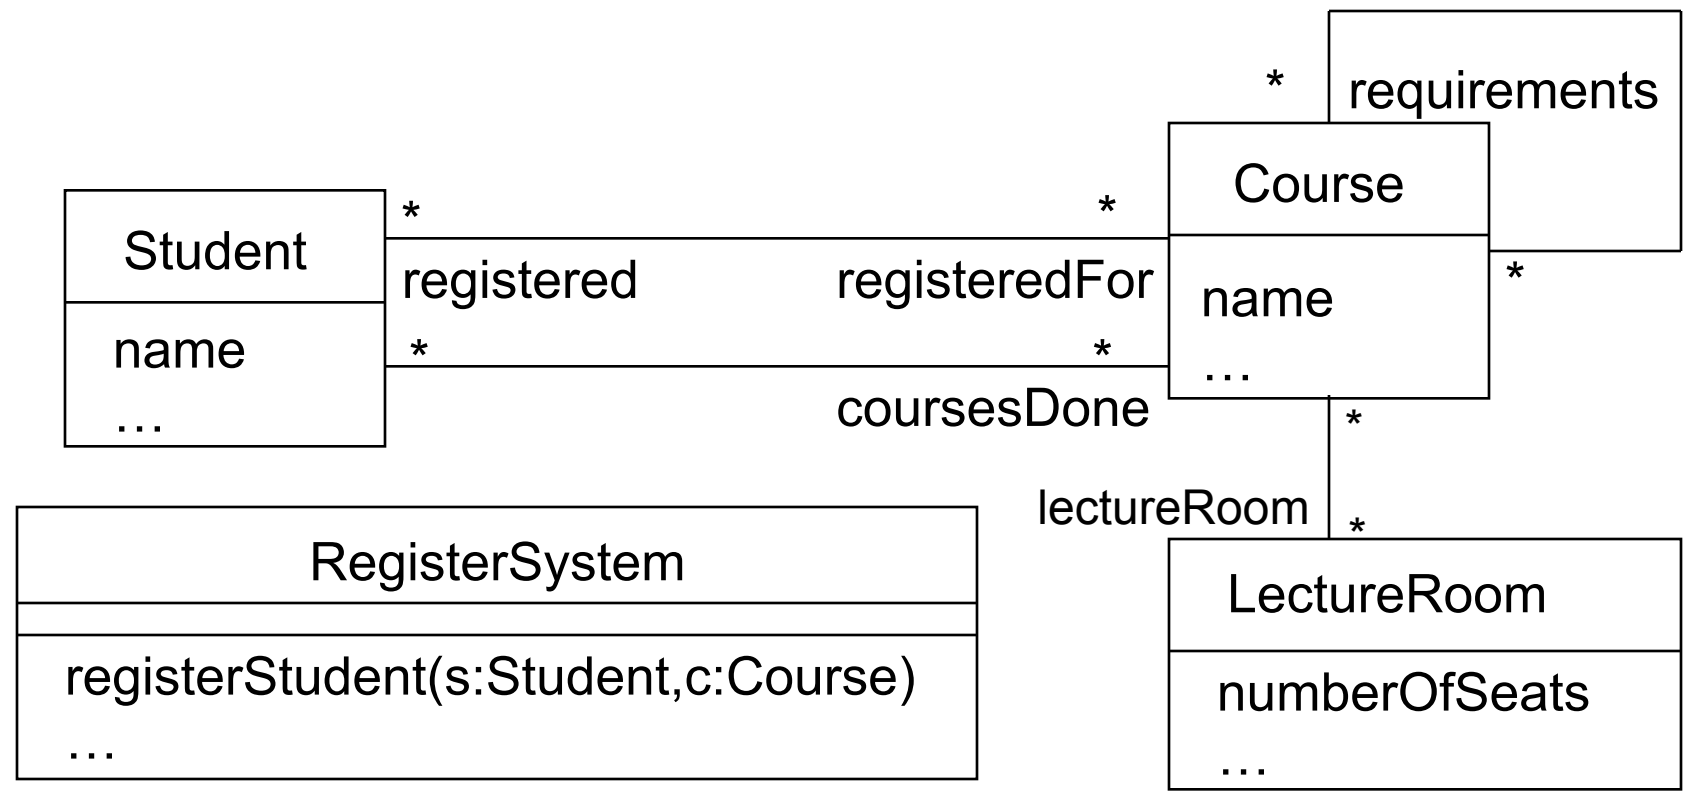 *
requirements
Course
*
*
Student
registered
registeredFor
*
name
name
*
*
…
…
coursesDone
*
lectureRoom
*
RegisterSystem
LectureRoom
registerStudent(s:Student,c:Course)
numberOfSeats
…
…